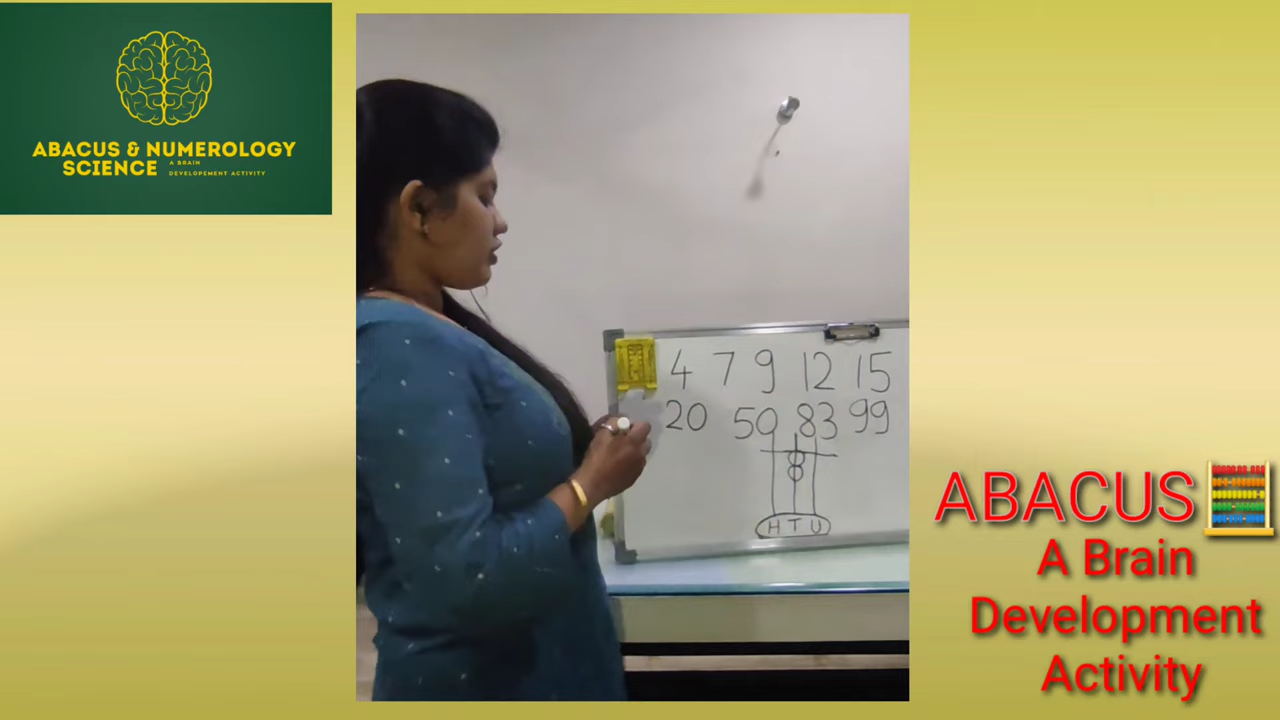 ABACUS & NUMEROLOGY
SCIENCE A BRAIN
DEVELOPEMENT ACTIVITY
4 7 9 12 15
20 50 83 99
H T U
ABACUS
A Brain
Development
Activity